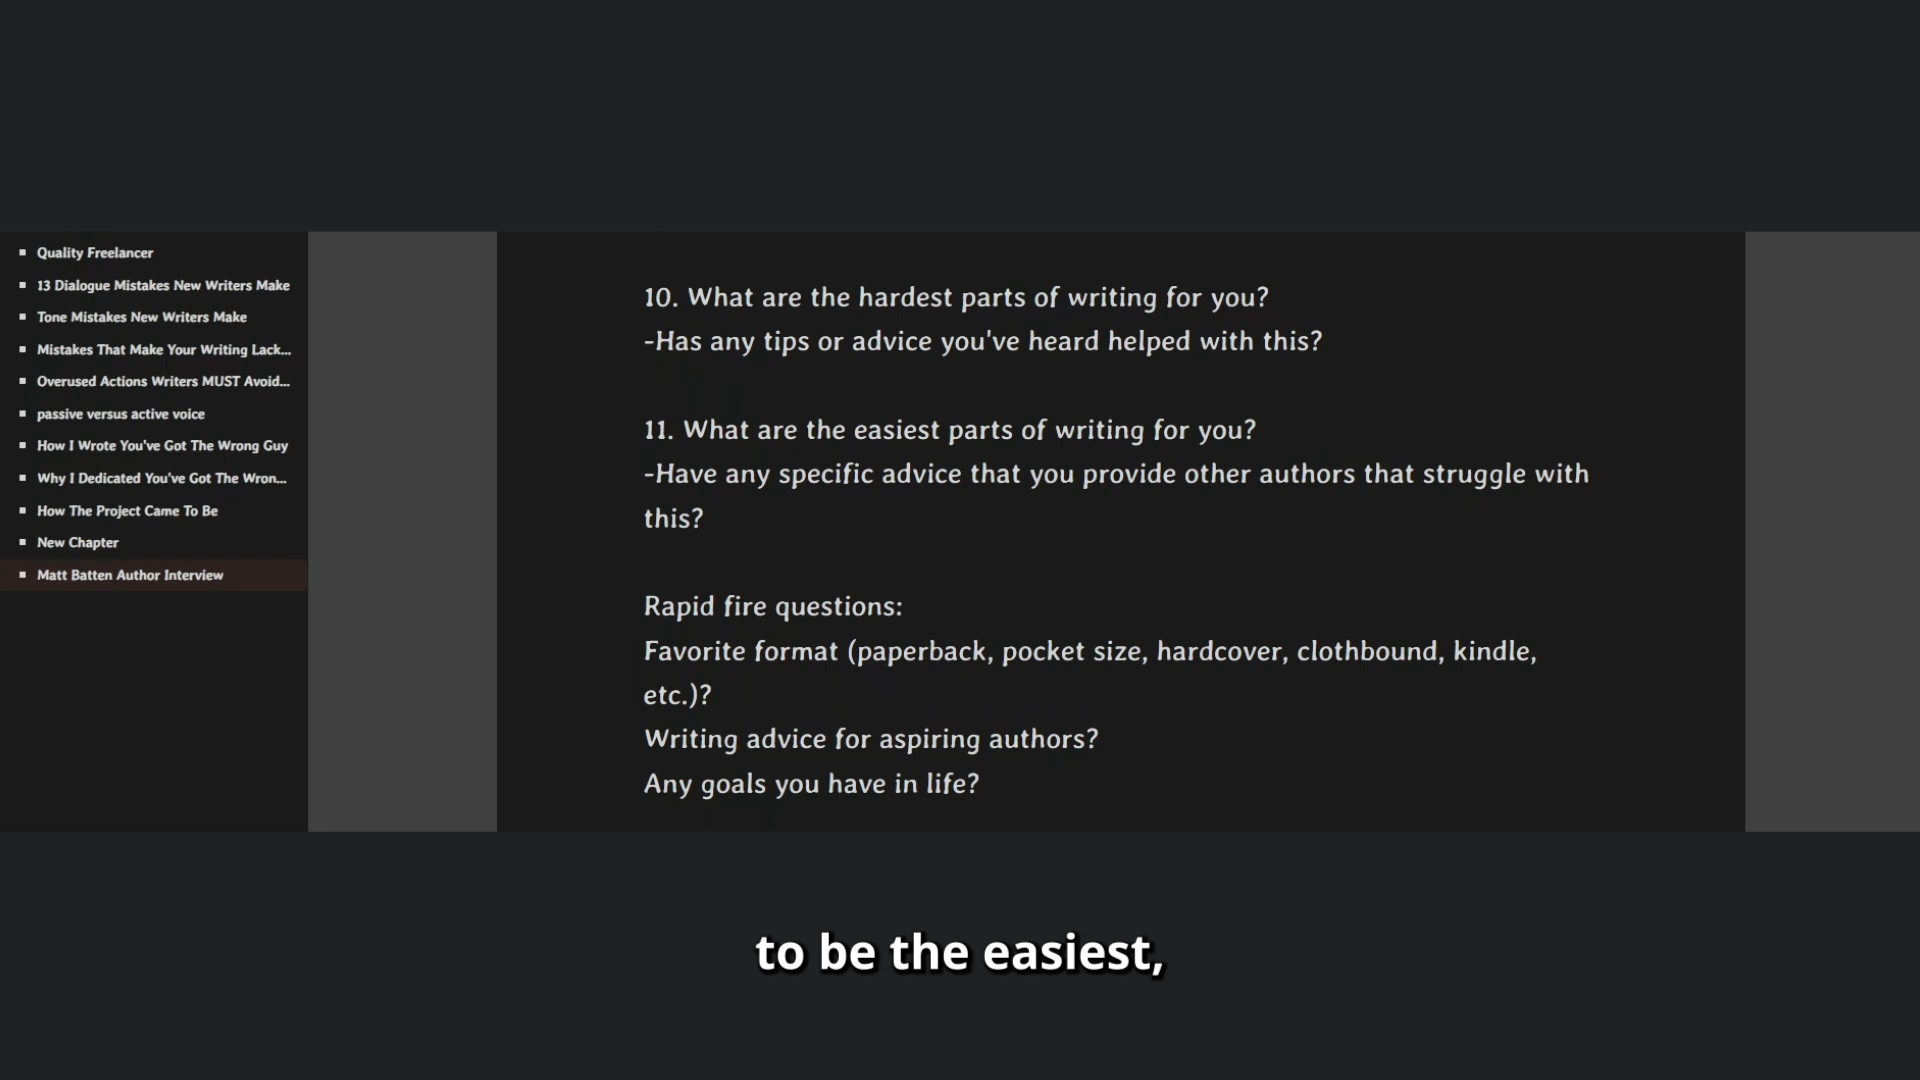 Quality Freelancer
13 Dialogue Mistakes New Writers Make
Tone Mistakes New Writers Make
Mistakes That Make Your Writing Lack...
Overused Actions Writers MUST Avoid...
passive versus active voice
How I Wrote You've Got The Wrong Guy
Why I Dedicated You've Got The Wron...
How The Project Came To Be
New Chapter
Matt Batten Author Interview
10. What are the hardest parts of writing for you?
-Has any tips or advice you've heard helped with this?
11. What are the easiest parts of writing for you?
-Have any specific advice that you provide other authors that struggle with
this?
Rapid fire questions:
Favorite format (paperback, pocket size, hardcover, clothbound, kindle,
etc.)?
Writing advice for aspiring authors?
Any goals you have in life?
to be the easiest,